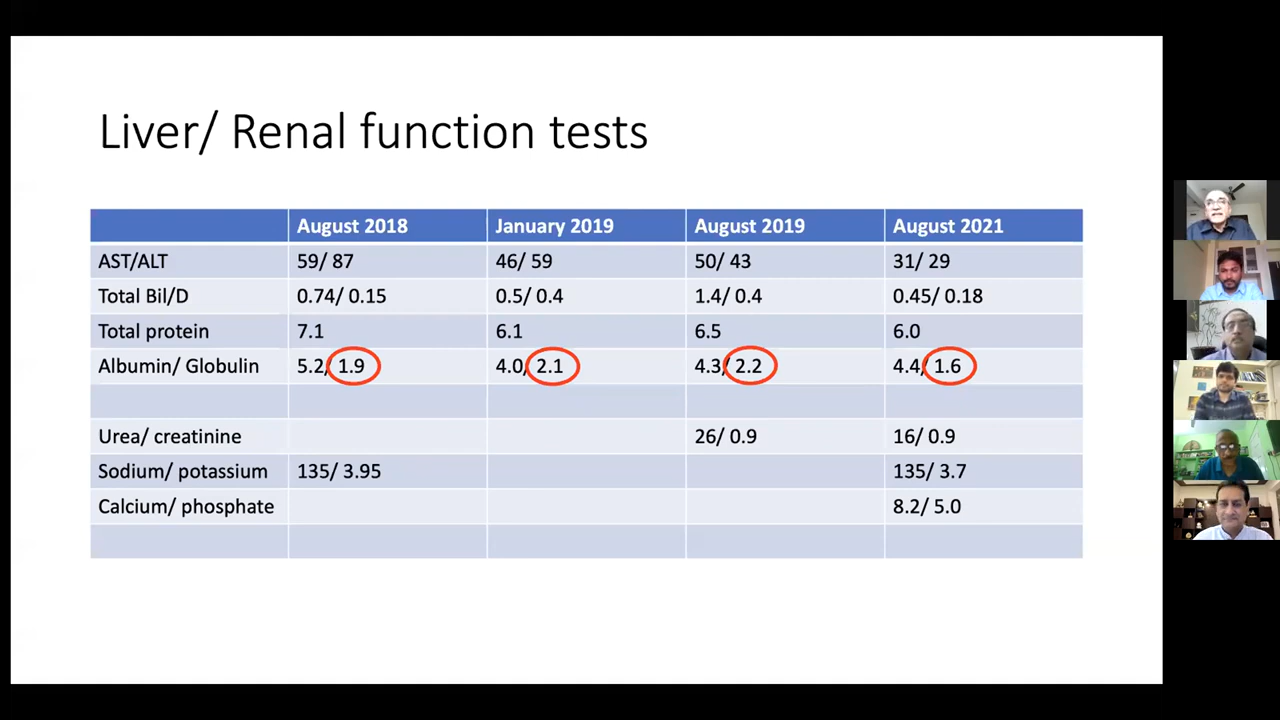 Liver/ Renal function tests
August 2018 January 2019 August 2019 August 2021
AST/ALT 59/ 87 46/ 59 50/ 43 31/ 29
Total Bil/D 0.74/ 0.15 0.5/ 0.4 1.4/ 0.4 0.45/ 0.18
Total protein 7.1 6.1 6.5 6.0
Albumin/ Globulin 5.2/ 1.9 4.0/ 2.1 4.3/ 2.2 4.4/ 1.6
Urea/ creatinine 26/ 0.9 16/ 0.9
Sodium/ potassium 135/ 3.95 135/ 3.7
Calcium/ phosphate 8.2/ 5.0